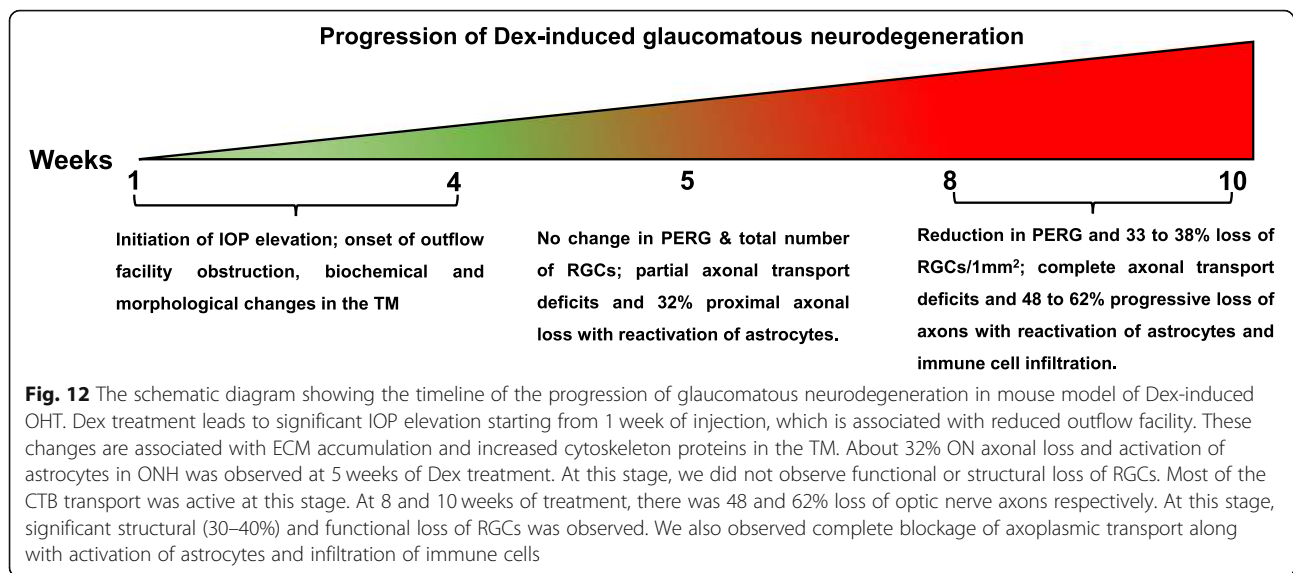 Progression of Dex-induced glaucomatous neurodegeneration
Weeks
1 4 5 8 10
Initiation of IOP elevation; onset of outflow
facility obstruction, biochemical and
morphological changes in the TM
No change in PERG & total number
of RGCs; partial axonal transport
deficits and 32% proximal axonal
loss with reactivation of astrocytes.
Reduction in PERG and 33 to 38% loss of
RGCs/1mm²; complete axonal transport
deficits and 48 to 62% progressive loss of
axons with reactivation of astrocytes and
immune cell infiltration.
Fig. 12 The schematic diagram showing the timeline of the progression of glaucomatous neurodegeneration in mouse model of Dex-induced
OHT. Dex treatment leads to significant IOP elevation starting from 1 week of injection, which is associated with reduced outflow facility. These
changes are associated with ECM accumulation and increased cytoskeleton proteins in the TM. About 32% ON axonal loss and activation of
astrocytes in ONH was observed at 5 weeks of Dex treatment. At this stage, we did not observe functional or structural loss of RGCs. Most of the
CTB transport was active at this stage. At 8 and 10 weeks of treatment, there was 48 and 62% loss of optic nerve axons respectively. At this stage,
significant structural (30–40%) and functional loss of RGCs was observed. We also observed complete blockage of axoplasmic transport along
with activation of astrocytes and infiltration of immune cells